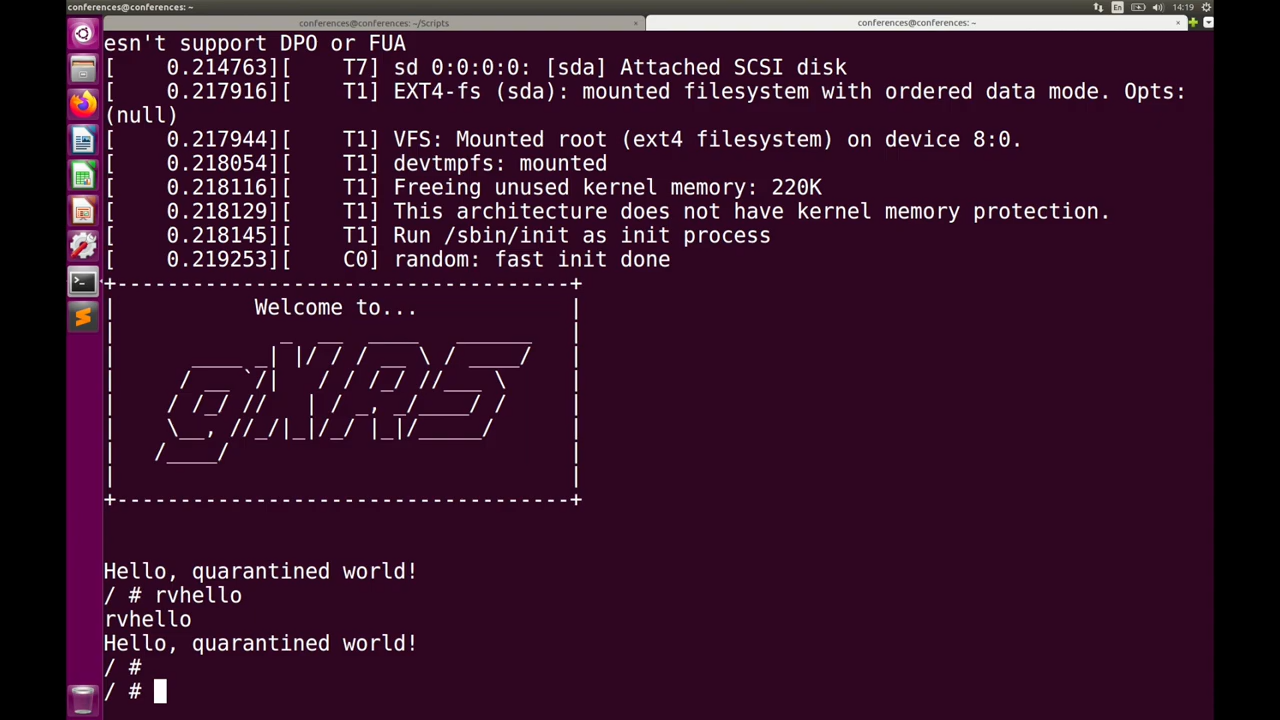 conferences@conferences: ~
En
14:19
conferences@conferences: ~/Scripts
conferences@conferences: ~
esn't support DPO or FUA
[    0.214763][    T7] sd 0:0:0:0: [sda] Attached SCSI disk
[    0.217916][    T1] EXT4-fs (sda): mounted filesystem with ordered data mode. Opts:
(null)
[    0.217944][    T1] VFS: Mounted root (ext4 filesystem) on device 8:0.
[    0.218054][    T1] devtmpfs: mounted
[    0.218116][    T1] Freeing unused kernel memory: 220K
[    0.218129][    T1] This architecture does not have kernel memory protection.
[    0.218145][    T1] Run /sbin/init as init process
[    0.219253][    C0] random: fast init done
Welcome to...
gXR5
Hello, quarantined world!
/ # rvhello
rvhello
Hello, quarantined world!
/ #
/ #